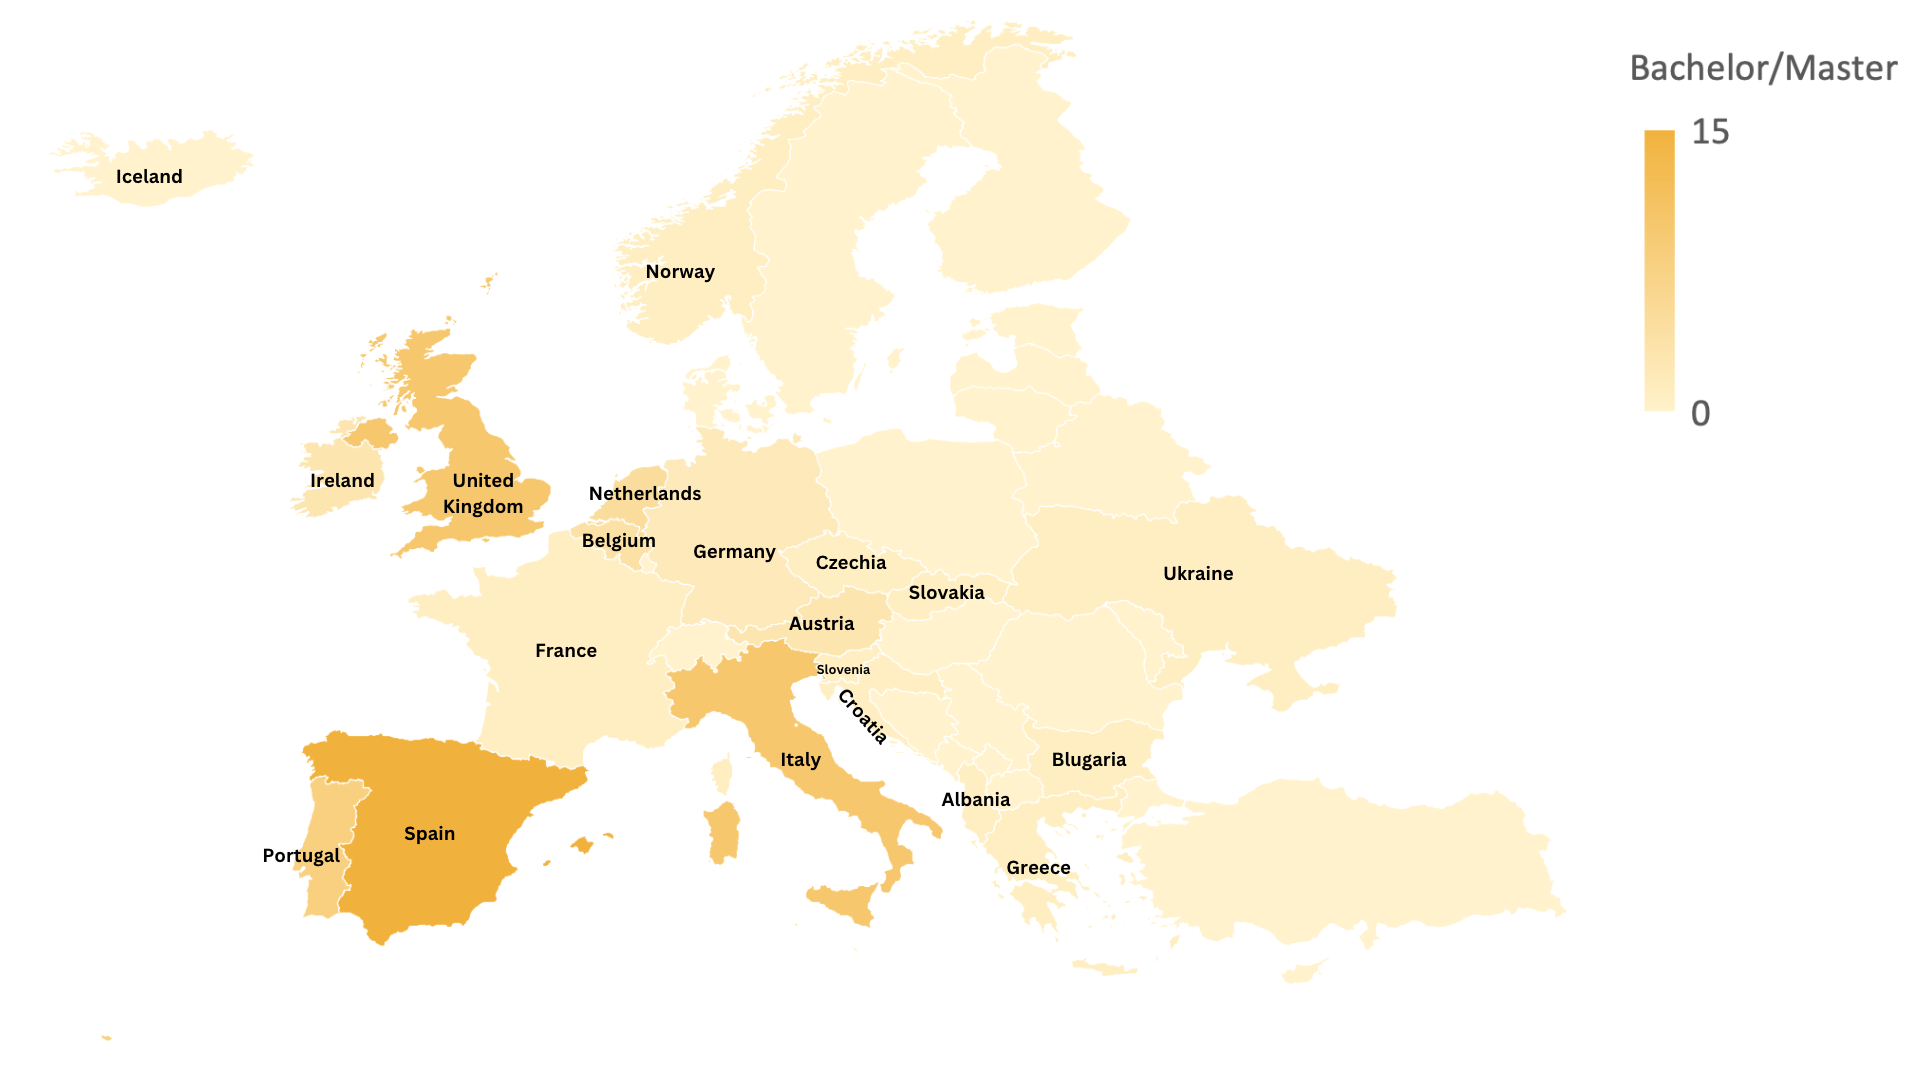 Bachelor/Master
15
0
Iceland
Norway
Ireland
United
Kingdom
Netherlands
Belgium
Germany
Czechia
Slovakia
Ukraine
Austria
France
Slovenia
Croatia
Italy
Blugaria
Albania
Spain
Portugal
Greece